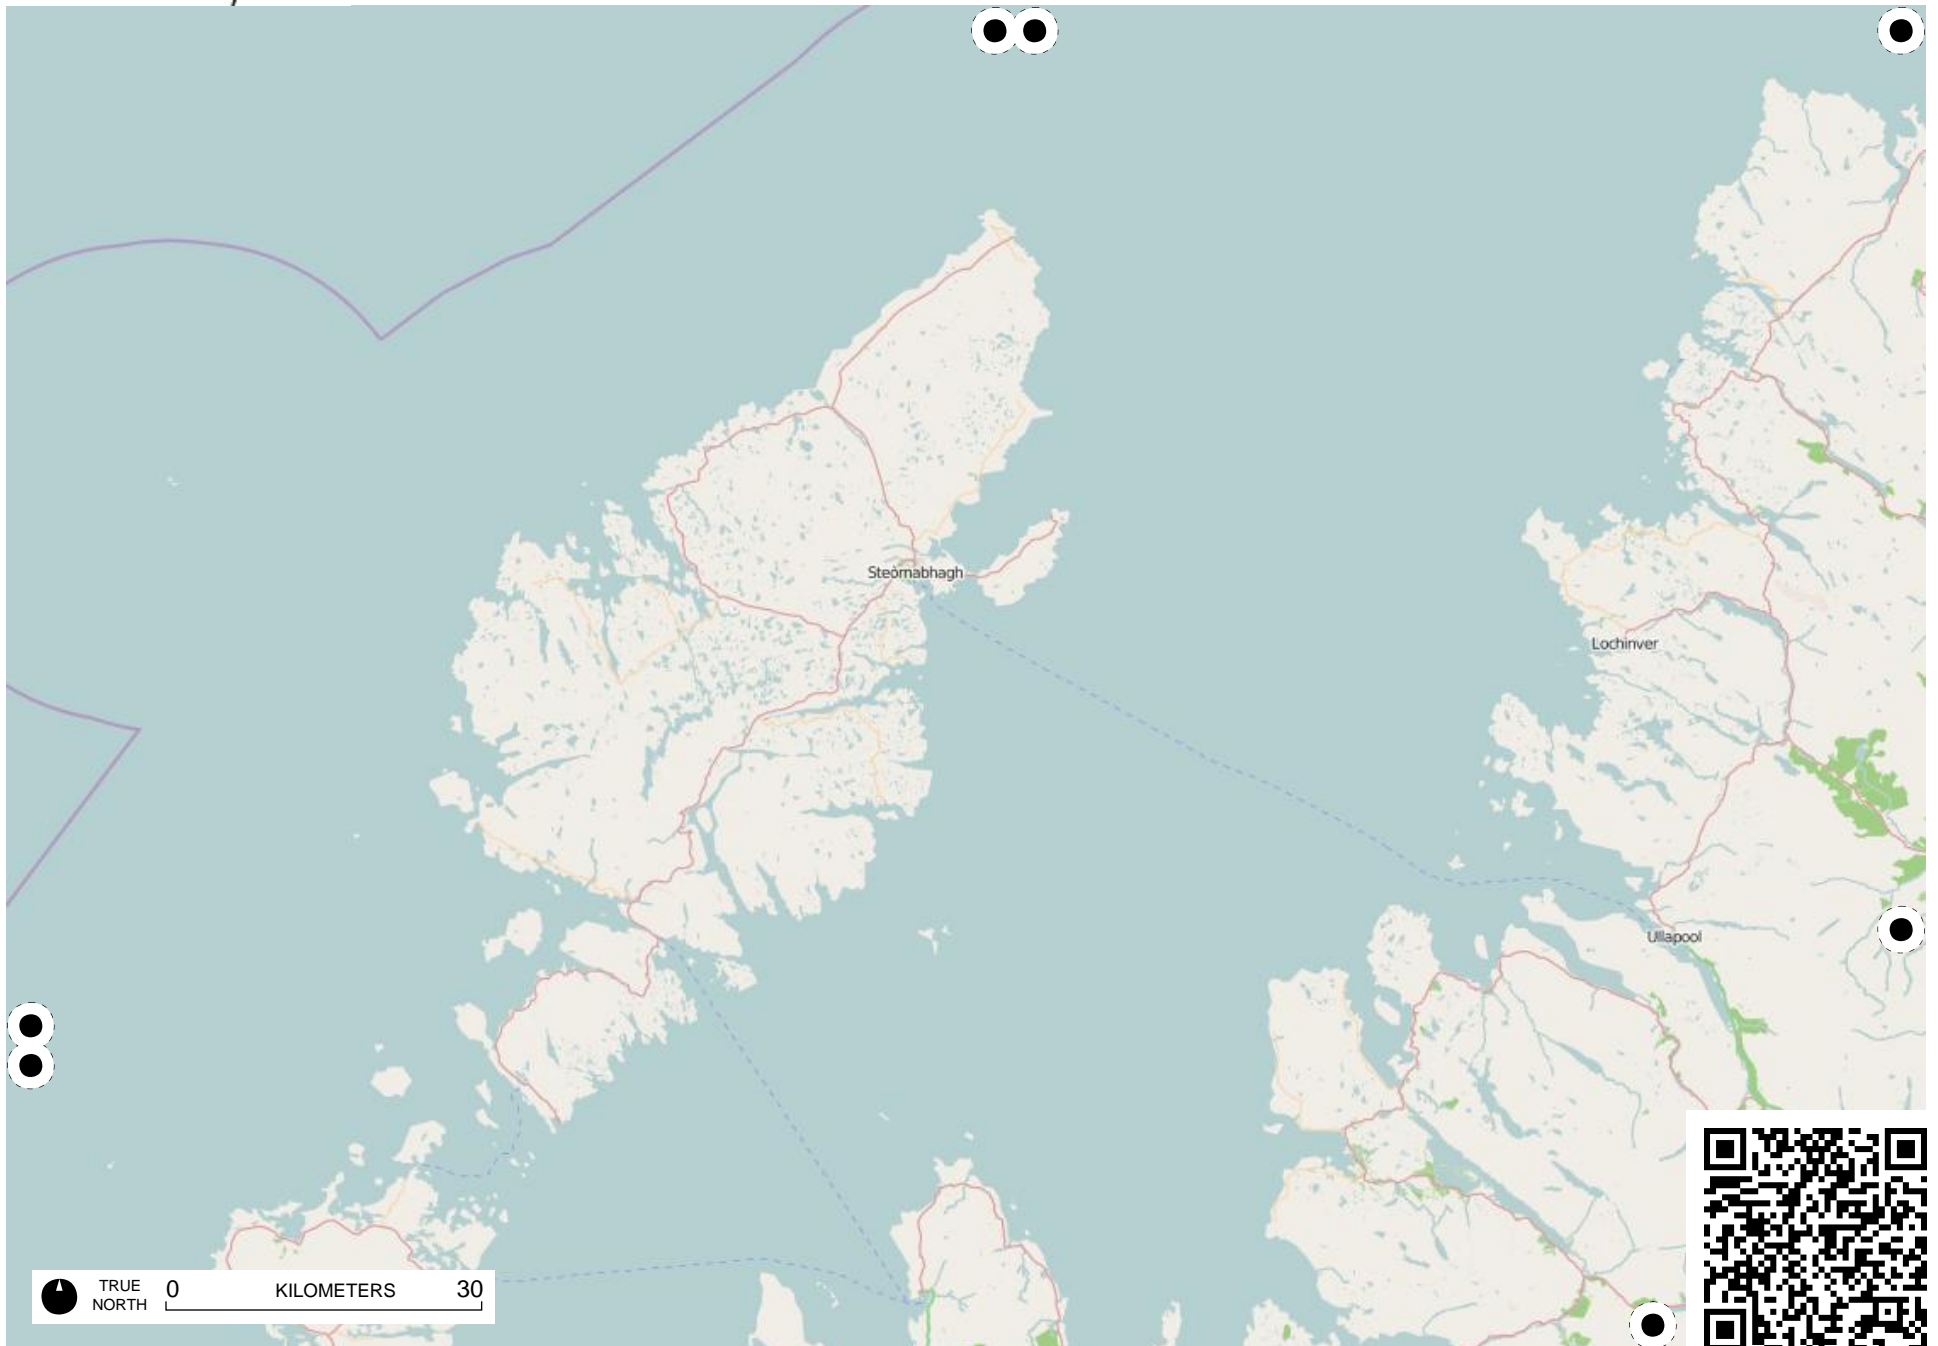 Steòrnabhagh
Lochinver
Ullapool
TRUE
NORTH
0 KILOMETERS 30